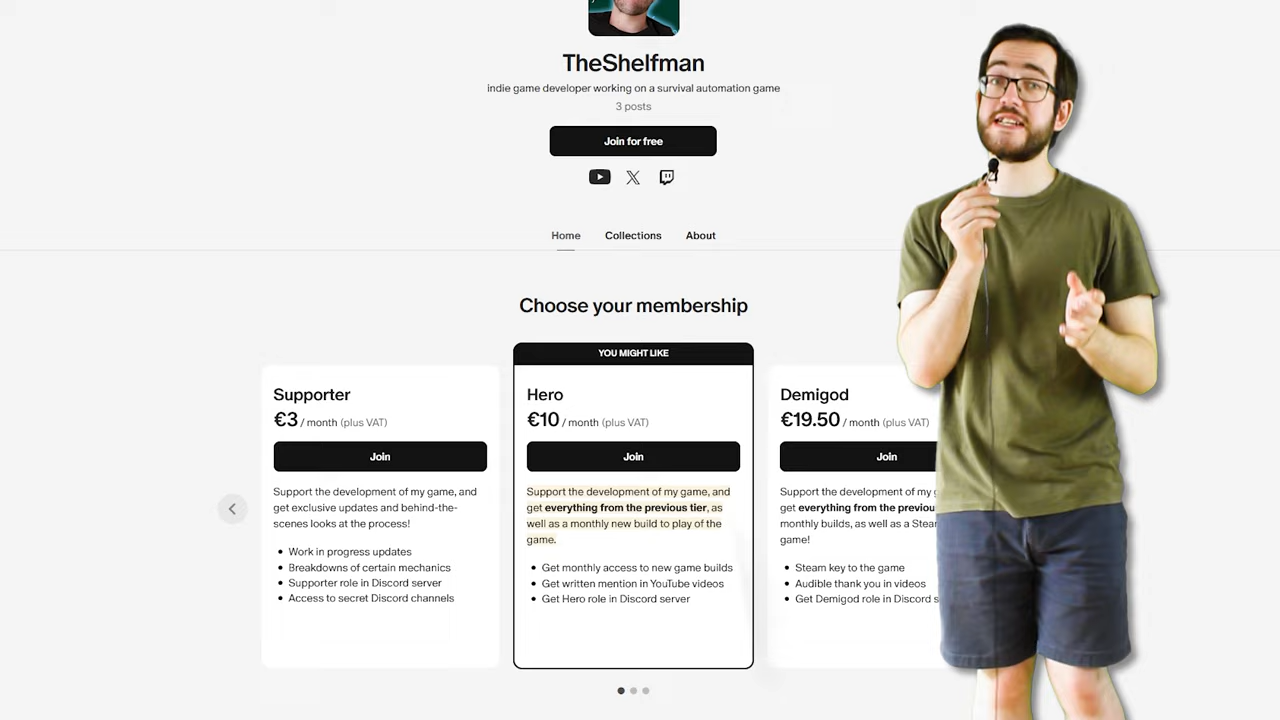 TheShelfman
indie game developer working on a survival automation game
3 posts
Join for free
Home
Collections
About
Choose your membership
Supporter
€3 / month (plus VAT)
Join
Support the development of my game, and
get exclusive updates and behind-the-
scenes looks at the process!
• Work in progress updates
• Breakdowns of certain mechanics
• Supporter role in Discord server
• Access to secret Discord channels
YOU MIGHT LIKE
Hero
€10 / month (plus VAT)
Join
Support the development of my game, and
get everything from the previous tier, as
well as a monthly new build to play of the
game.
• Get monthly access to new game builds
• Get written mention in YouTube videos
• Get Hero role in Discord server
Demigod
€19.50 / month (plus VAT)
Join
Support the development of my
get everything from the
monthly builds, as well as a
game!
• Steam key to the game
• Audible thank you in videos
• Get Demigod role in Discord